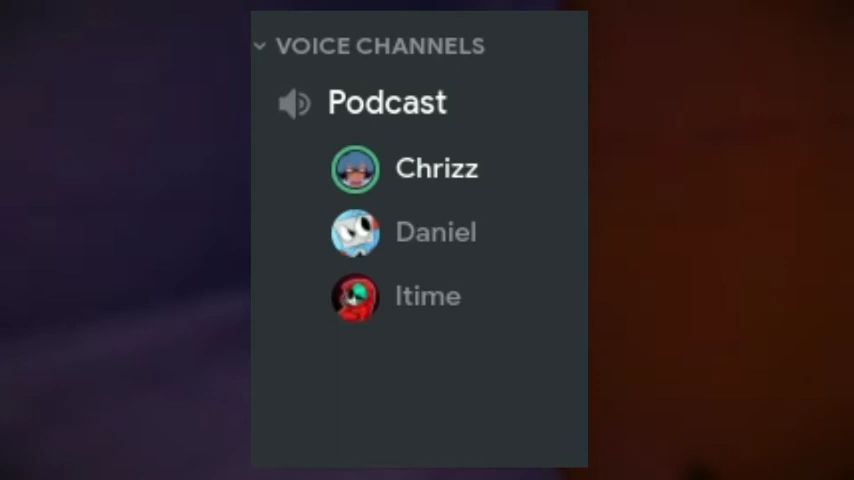 VOICE CHANNELS
Podcast
Chrizz
Daniel
Itime